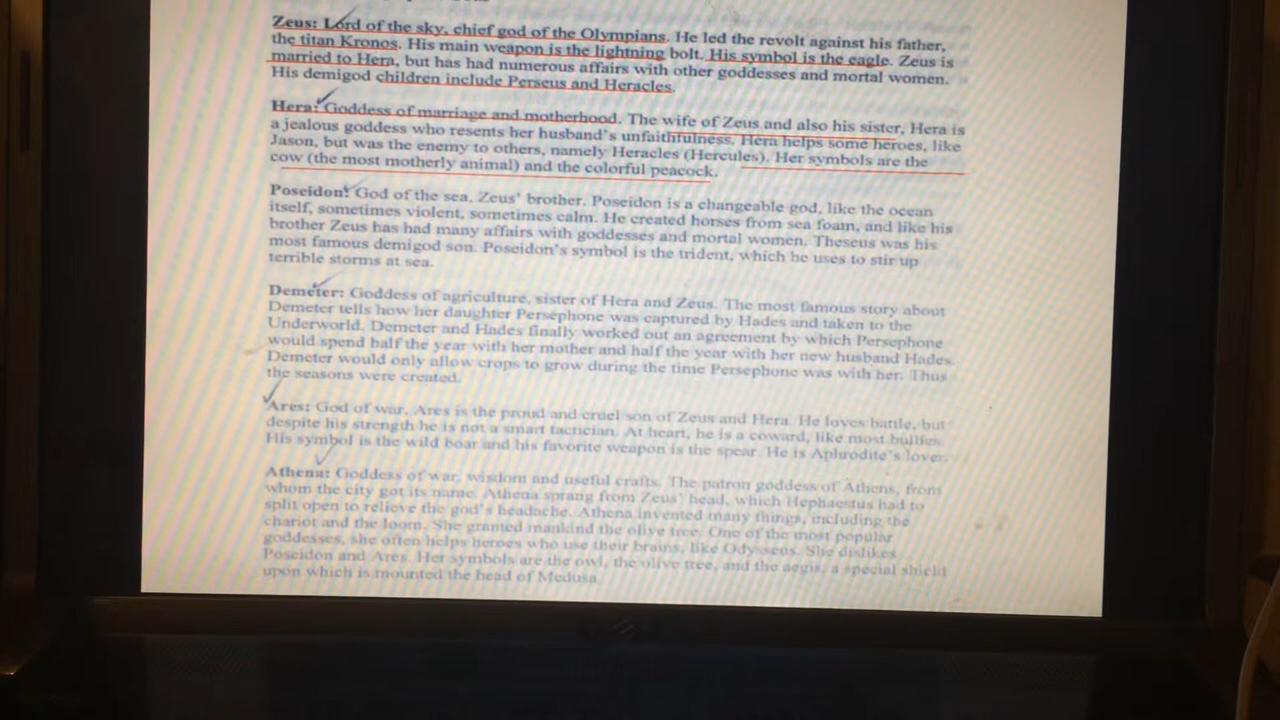 Zeus: Lord of the sky, chief god of the Olympians. He led the revolt against his father,
the titan Kronos. His main weapon is the lightning bolt. His symbol is the eagle. Zeus is
married to Hera, but has had numerous affairs with other goddesses and mortal women.
His demigod children include Perseus and Heracles.
Hera: Goddess of marriage and motherhood. The wife of Zeus and also his sister, Hera is
a jealous goddess who resents her husband's unfaithfulness. Hera helps some heroes, like
Jason, but was the enemy to others, namely Heracles (Hercules). Her symbols are the
cow (the most motherly animal) and the colorful peacock.
Poseidon: God of the sea, Zeus' brother. Poseidon is a changeable god, like the ocean
itself, sometimes violent, sometimes calm. He created horses from sea foam, and like his
brother Zeus has had many affairs with goddesses and mortal women. Theseus was his
most famous demigod son. Poseidon's symbol is the trident, which he uses to stir up
terrible storms at sea.
Demeter: Goddess of agriculture, sister of Hera and Zeus. The most famous story about
Demeter tells how her daughter Persephone was captured by Hades and taken to the
Underworld. Demeter and Hades finally worked out an agreement by which Persephone
would spend half the year with her mother and half the year with her new husband Hades.
Demeter would only allow crops to grow during the time Persephone was with her. Thus
the seasons were created.
Ares: God of war, Ares is the proud and cruel son of Zeus and Hera. He loves battle, but
despite his strength he is not a smart tactician. At heart, he is a coward, like most bullies.
His symbol is the wild boar and his favorite weapon is the spear. He is Aphrodite's lover.
Athena: Goddess of war, wisdom and useful crafts. The patron goddess of Athens, from
whom the city got its name. Athena sprang from Zeus' head, which Hephaestus had to
split open to relieve the god's headache. Athena invented many things, including the
chariot and the loom. She granted mankind the olive tree. One of the most popular
goddesses, she often helps heroes who use their brains, like Odysseus. She dislikes
Poseidon and Ares. Her symbols are the owl, the olive tree, and the aegis, a special shield
upon which is mounted the head of Medusa.